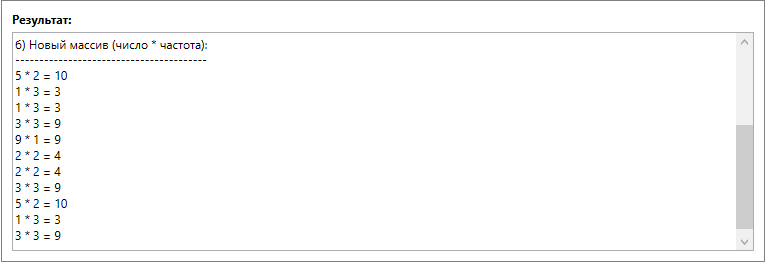 Результат:
б) Новый массив (число * частота):
----------------------------------------
5 * 2 = 10
1 * 3 = 3
1 * 3 = 3
3 * 3 = 9
9 * 1 = 9
2 * 2 = 4
2 * 2 = 4
3 * 3 = 9
5 * 2 = 10
1 * 3 = 3
3 * 3 = 9